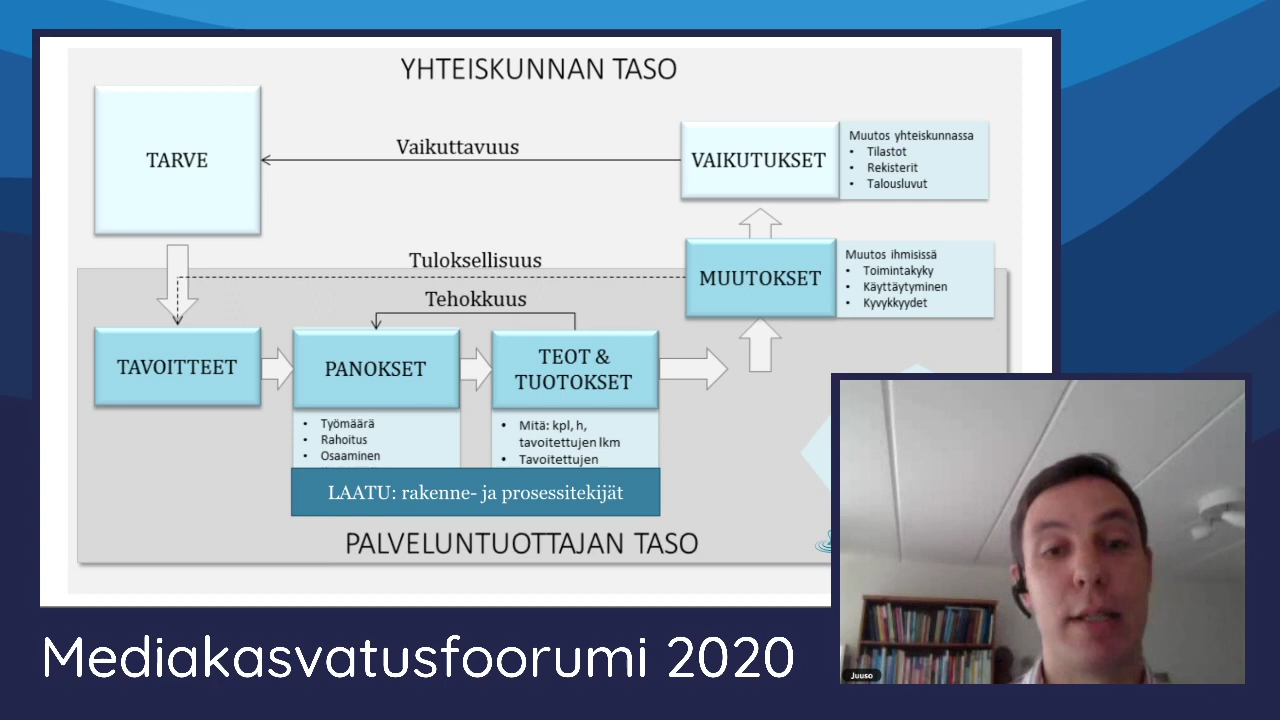 YHTEISKUNNAN TASO
TARVE
Vaikuttavuus
VAIKUTUKSET
Muutos yhteiskunnassa
• Tilastot
• Rekisterit
• Talousluvut
Tuloksellisuus
MUUTOKSET
Muutos ihmisissä
• Toimintakyky
• Käyttäytyminen
• Kyvykkyydet
Tehokkuus
TAVOITTEET
PANOKSET
TEOT &
TUOTOKSET
• Työmäärä
• Rahoitus
• Osaaminen
• Mitä: kpl, h,
tavoitettujen lkm
• Tavoitettujen
LAATU: rakenne- ja prosessitekijät
PALVELUNTUOTTAJAN TASO
Mediakasvatusfoorumi 2020
Juuso